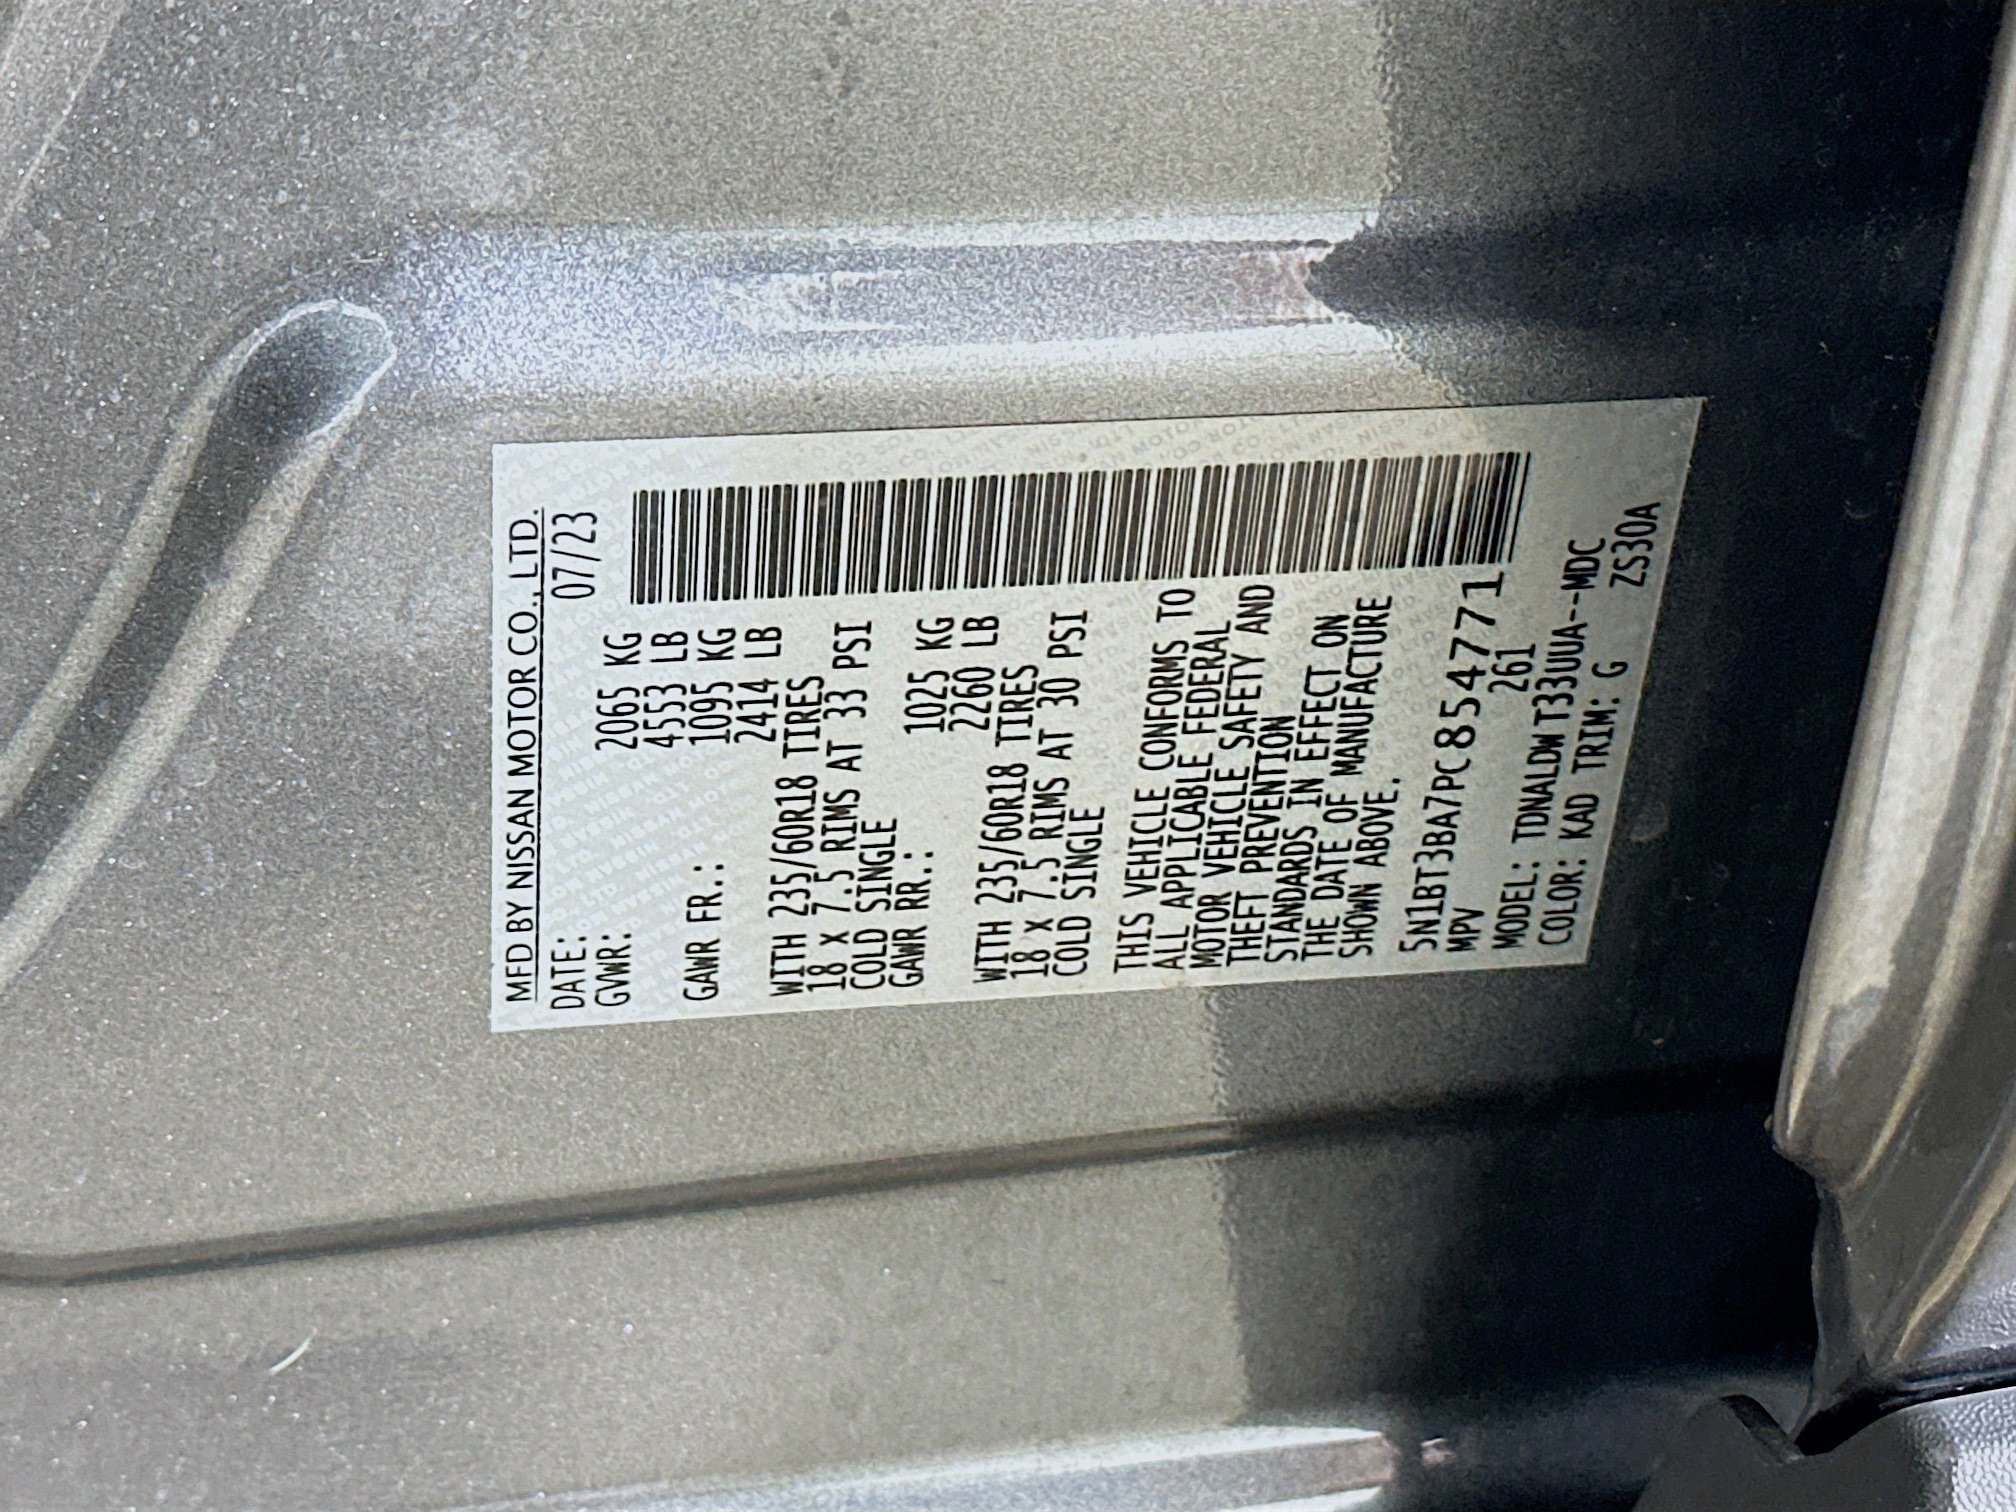 MFD BY NISSAN MOTOR CO., LTD.
DATE: 07/23
GVWR: 2065 KG
4553 LB
GAWR FR.: 1095 KG
2414 LB
WITH 235/60R18 TIRES
18 X 7.5 RIMS AT 33 PSI
COLD SINGLE
GAWR RR.: 1025 KG
2260 LB
WITH 235/60R18 TIRES
18 X 7.5 RIMS AT 30 PSI
COLD SINGLE
THIS VEHICLE CONFORMS TO
ALL APPLICABLE FEDERAL
MOTOR VEHICLE SAFETY AND
THEFT PREVENTION
STANDARDS IN EFFECT ON
THE DATE OF MANUFACTURE
SHOWN ABOVE.
5N1BT3BA7PC854771
MPV 261
MODEL: TDNALDW T33UUA--MDC
COLOR: KAD TRIM: G ZS30A